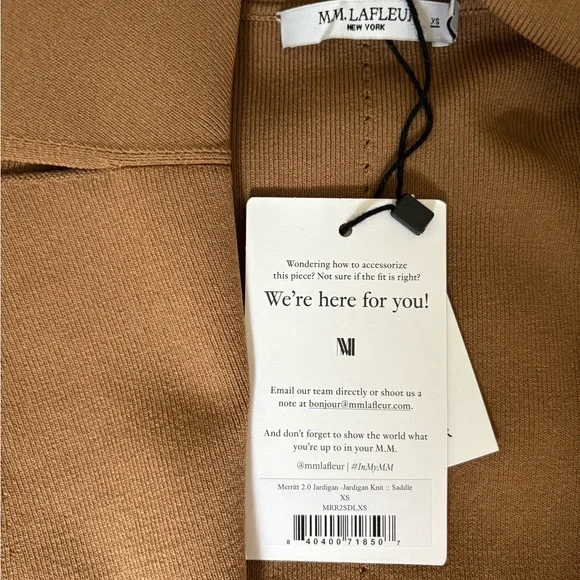 M.M.LAFLEUR
NEW YORK
XS
Wondering how to accessorize
this piece? Not sure if the fit is right?
We're here for you!
Email our team directly or shoot us a
note at bonjour@mmlafleur.com.
And don't forget to show the world what
you're up to in your M.M.
@mmlafleur | #InMyMM
Merritt 2.0 Jardigan -Jardigan Knit :: Saddle
XS
MRR2SDLXS
8 40400 71850 7